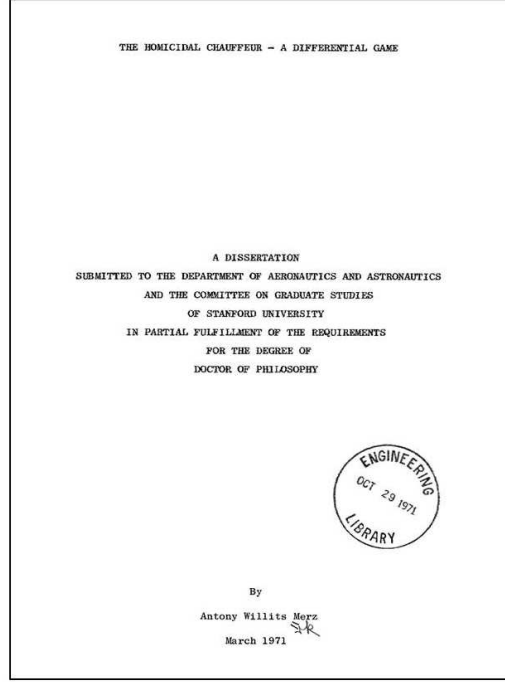 THE HOMICIDAL CHAUFFEUR - A DIFFERENTIAL GAME
A DISSERTATION
SUBMITTED TO THE DEPARTMENT OF AERONAUTICS AND ASTRONAUTICS
AND THE COMMITTEE ON GRADUATE STUDIES
OF STANFORD UNIVERSITY
IN PARTIAL FULFILLMENT OF THE REQUIREMENTS
FOR THE DEGREE OF
DOCTOR OF PHILOSOPHY
ENGINEERING
OCT 29 1971
LIBRARY
By
Antony Willits Merz
March 1971